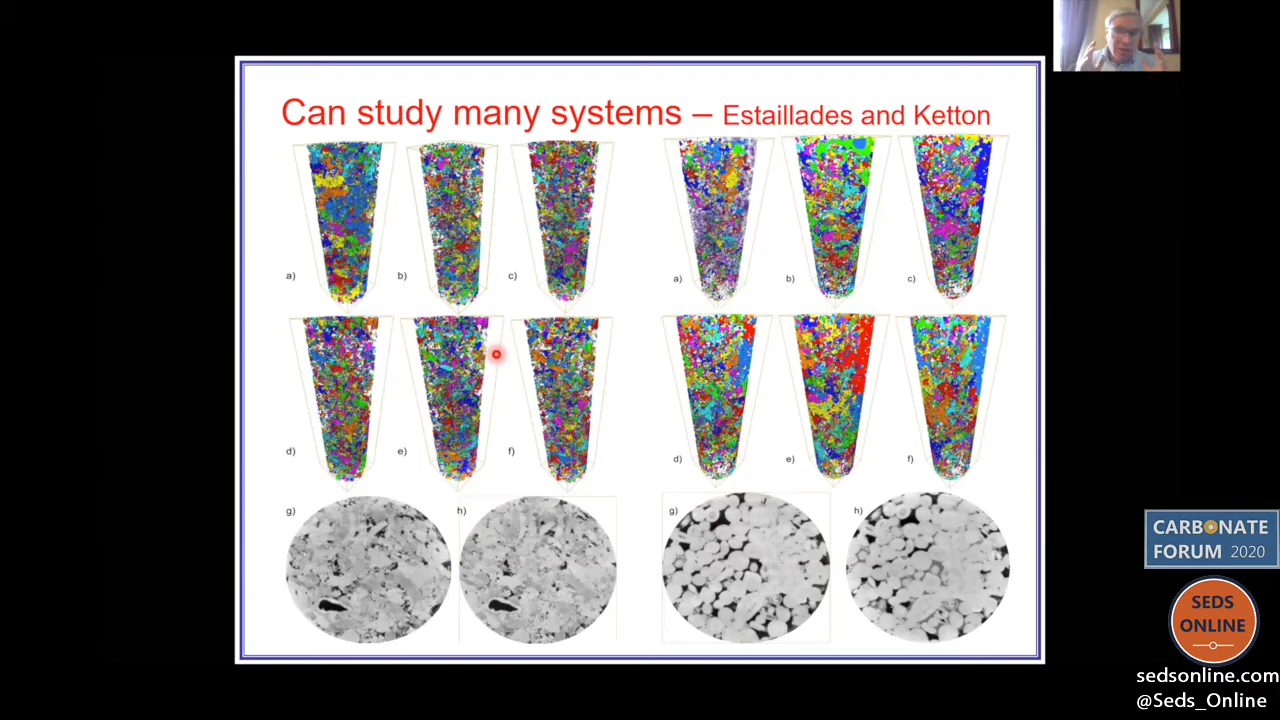 Can study many systems – Estaillades and Ketton
a) b) c) a) b) c)
d) e) f) d) e) f)
g) h) g) h)
CARBONATE
FORUM 2020
SEDS
ONLINE
sedsonline.com
@Seds_Online